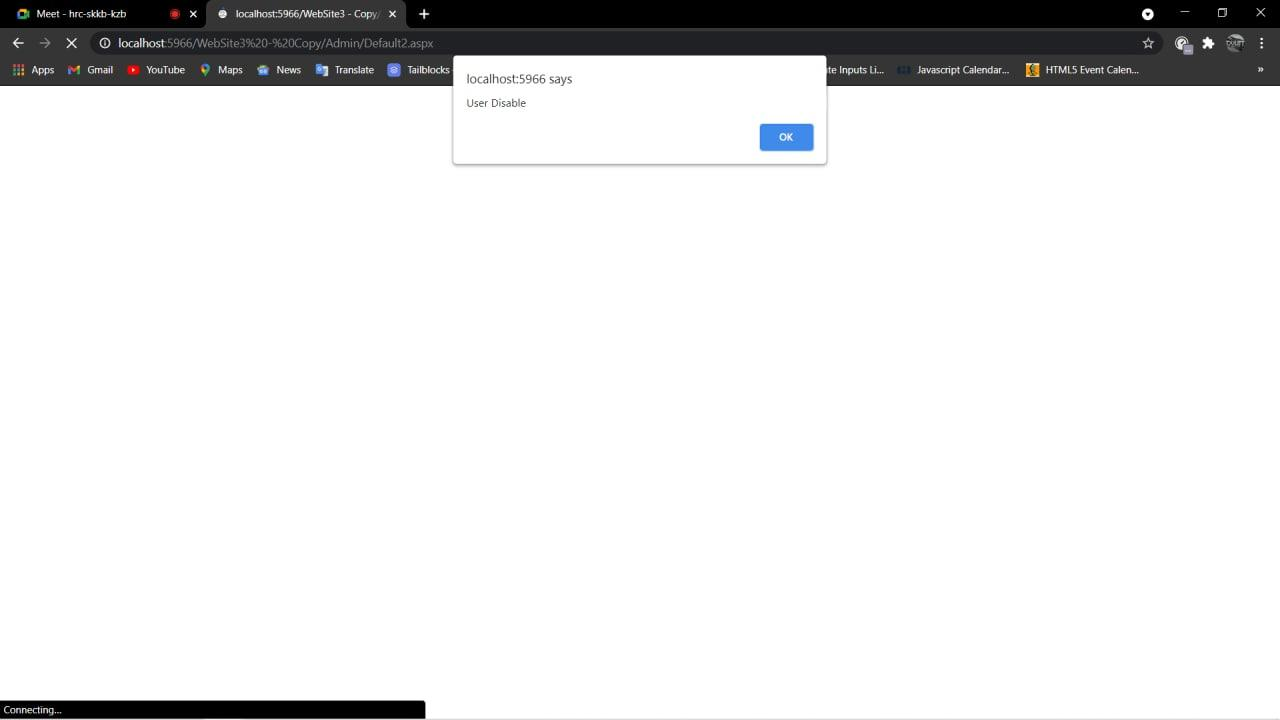 Meet - hrc-skkb-kzb
localhost:5966/WebSite3 - Copy/
localhost:5966/WebSite3%20-%20Copy/Admin/Default2.aspx
Apps Gmail YouTube Maps News Translate Tailblocks te Inputs Li... Javascript Calendar... HTML5 Event Calen... »
localhost:5966 says
User Disable
OK
Connecting...